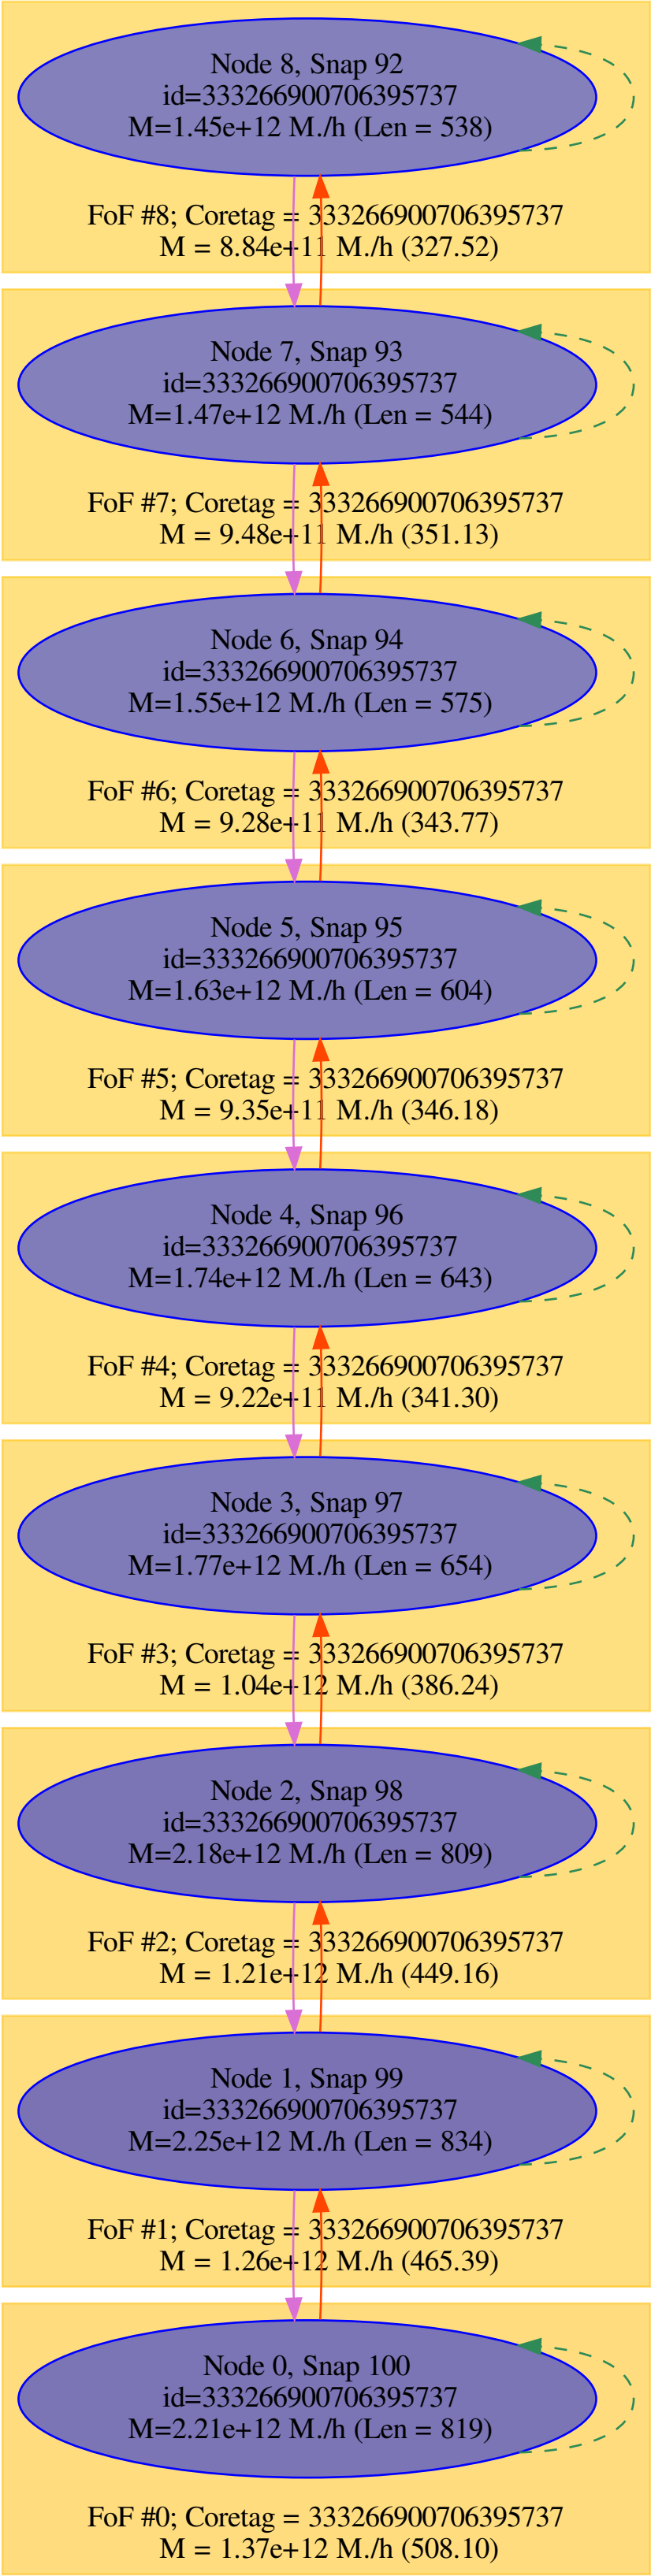 Node 8, Snap 92
id=333266900706395737
M=1.45e+12 M./h (Len = 538)
FoF #8; Coretag = 333266900706395737
M = 8.84e+11 M./h (327.52)
Node 7, Snap 93
id=333266900706395737
M=1.47e+12 M./h (Len = 544)
FoF #7; Coretag = 333266900706395737
M = 9.48e+11 M./h (351.13)
Node 6, Snap 94
id=333266900706395737
M=1.55e+12 M./h (Len = 575)
FoF #6; Coretag = 333266900706395737
M = 9.28e+11 M./h (343.77)
Node 5, Snap 95
id=333266900706395737
M=1.63e+12 M./h (Len = 604)
FoF #5; Coretag = 333266900706395737
M = 9.35e+11 M./h (346.18)
Node 4, Snap 96
id=333266900706395737
M=1.74e+12 M./h (Len = 643)
FoF #4; Coretag = 333266900706395737
M = 9.22e+11 M./h (341.30)
Node 3, Snap 97
id=333266900706395737
M=1.77e+12 M./h (Len = 654)
FoF #3; Coretag = 333266900706395737
M = 1.04e+12 M./h (386.24)
Node 2, Snap 98
id=333266900706395737
M=2.18e+12 M./h (Len = 809)
FoF #2; Coretag = 333266900706395737
M = 1.21e+12 M./h (449.16)
Node 1, Snap 99
id=333266900706395737
M=2.25e+12 M./h (Len = 834)
FoF #1; Coretag = 333266900706395737
M = 1.26e+12 M./h (465.39)
Node 0, Snap 100
id=333266900706395737
M=2.21e+12 M./h (Len = 819)
FoF #0; Coretag = 333266900706395737
M = 1.37e+12 M./h (508.10)